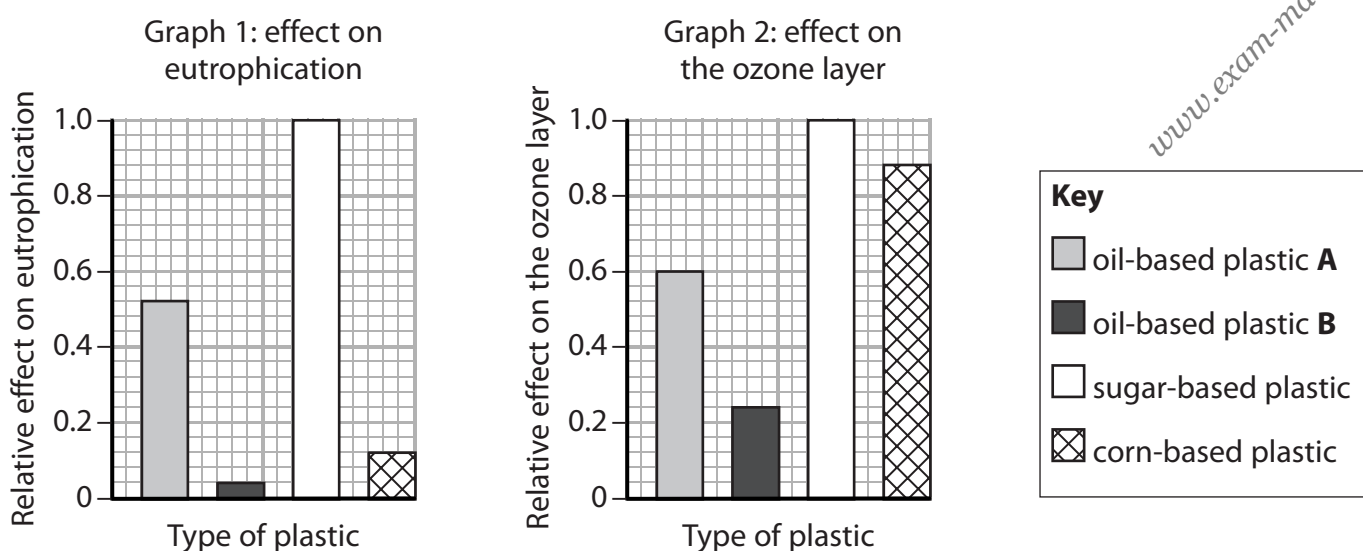 Graph 1: effect on
eutrophication
Relative effect on eutrophication
1.0
0.8
0.6
0.4
0.2
0
Type of plastic
Graph 2: effect on
the ozone layer
Relative effect on the ozone layer
1.0
0.8
0.6
0.4
0.2
0
Type of plastic
Key
oil-based plastic A
oil-based plastic B
sugar-based plastic
corn-based plastic